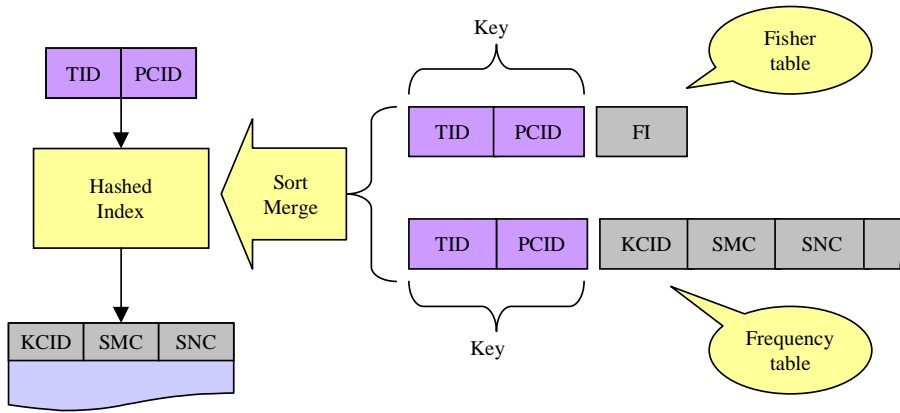 Key
Fisher
table
TID PCID
TID PCID FI
Hashed
Index
Sort
Merge
TID PCID KCID SMC SNC
KCID SMC SNC
Key
Frequency
table